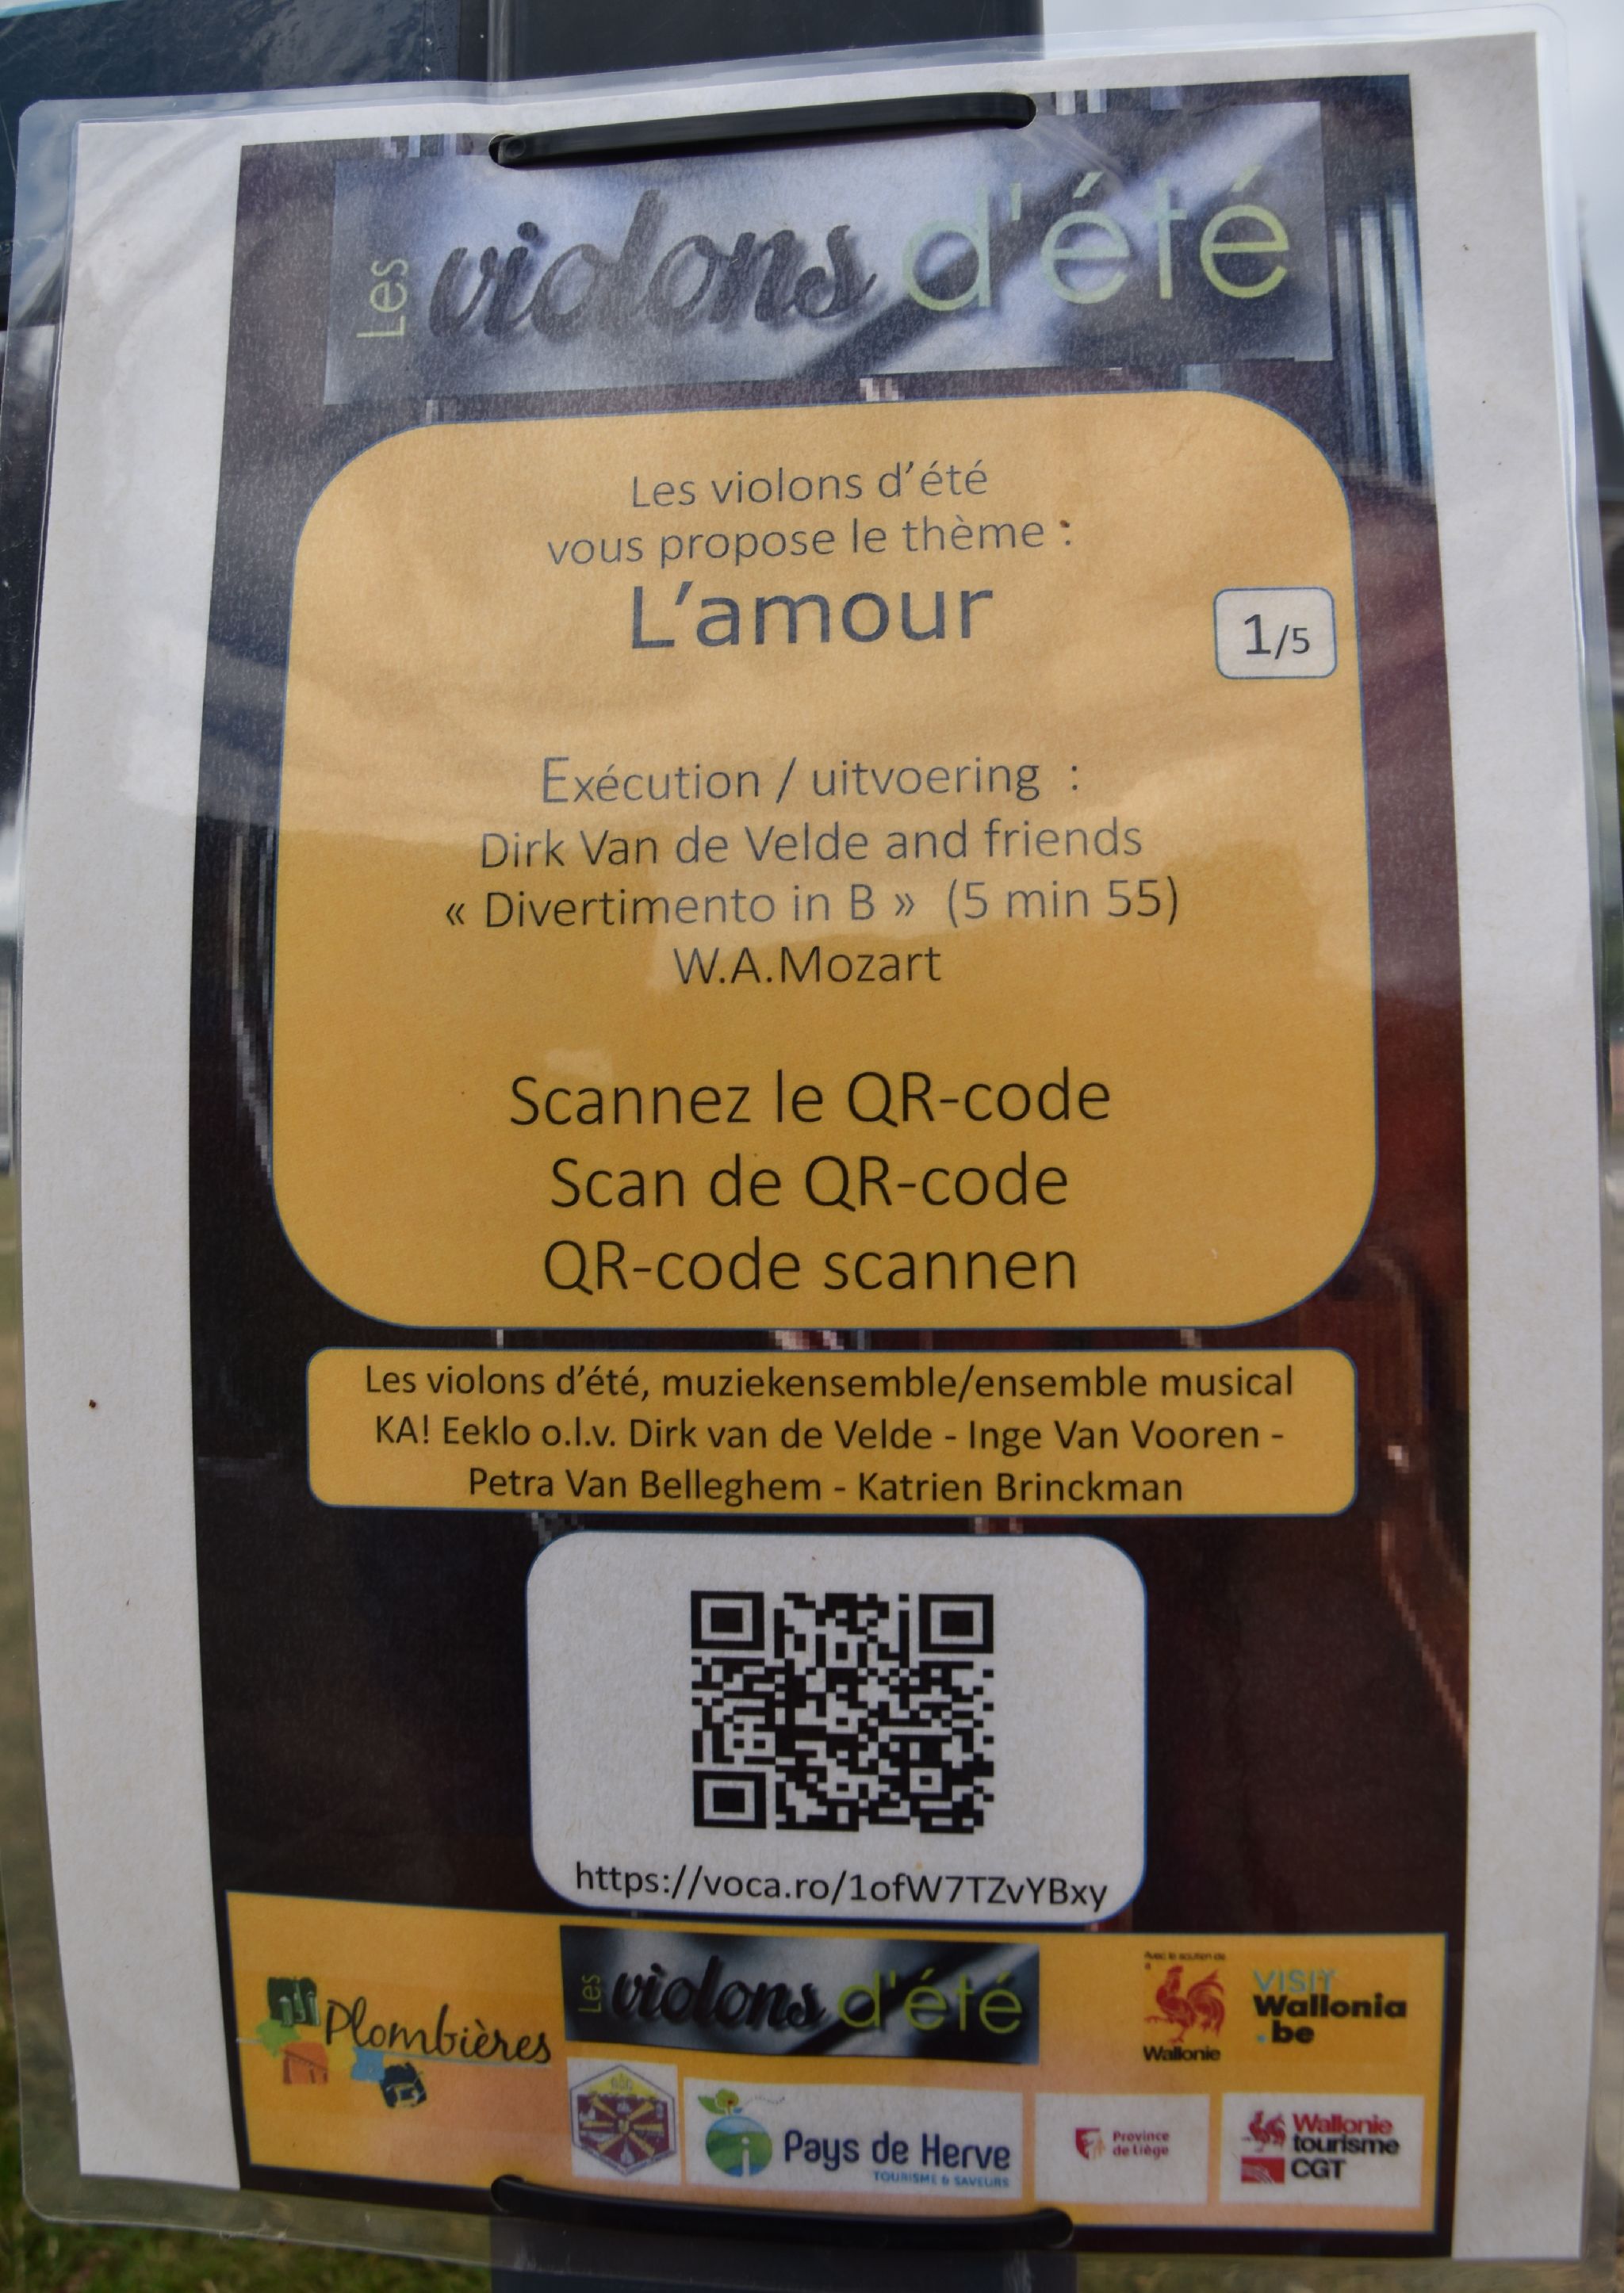 Les violons d'été
Les violons d'été
vous propose le thème :
L'amour
1/5
Exécution / uitvoering :
Dirk Van de Velde and friends
« Divertimento in B » (5 min 55)
W.A.Mozart
Scannez le QR-code
Scan de QR-code
QR-code scannen
Les violons d'été, muziekensemble/ensemble musical
KA! Eeklo o.l.v. Dirk van de Velde - Inge Van Vooren -
Petra Van Belleghem - Katrien Brinckman
https://voca.ro/1ofW7TZvYBxy
Plombières
Les violons d'été
Avec le soutien de
Wallonie
VISIT
Wallonia
.be
Pays de Herve
TOURISME & SAVEURS
Province
de Liège
Wallonie
tourisme
CGT